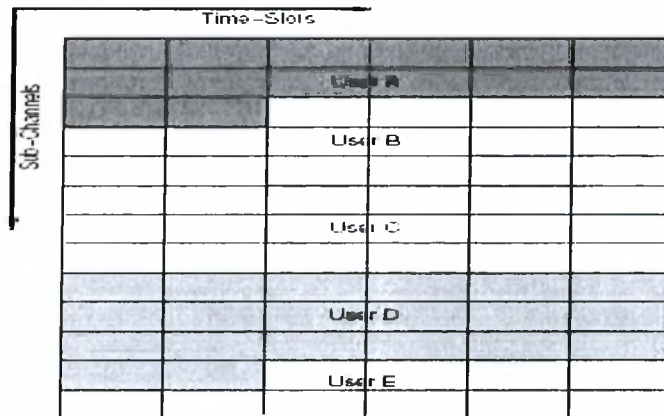 Time-Slots
Sub-Channels
User A
User B
User C
User D
User E